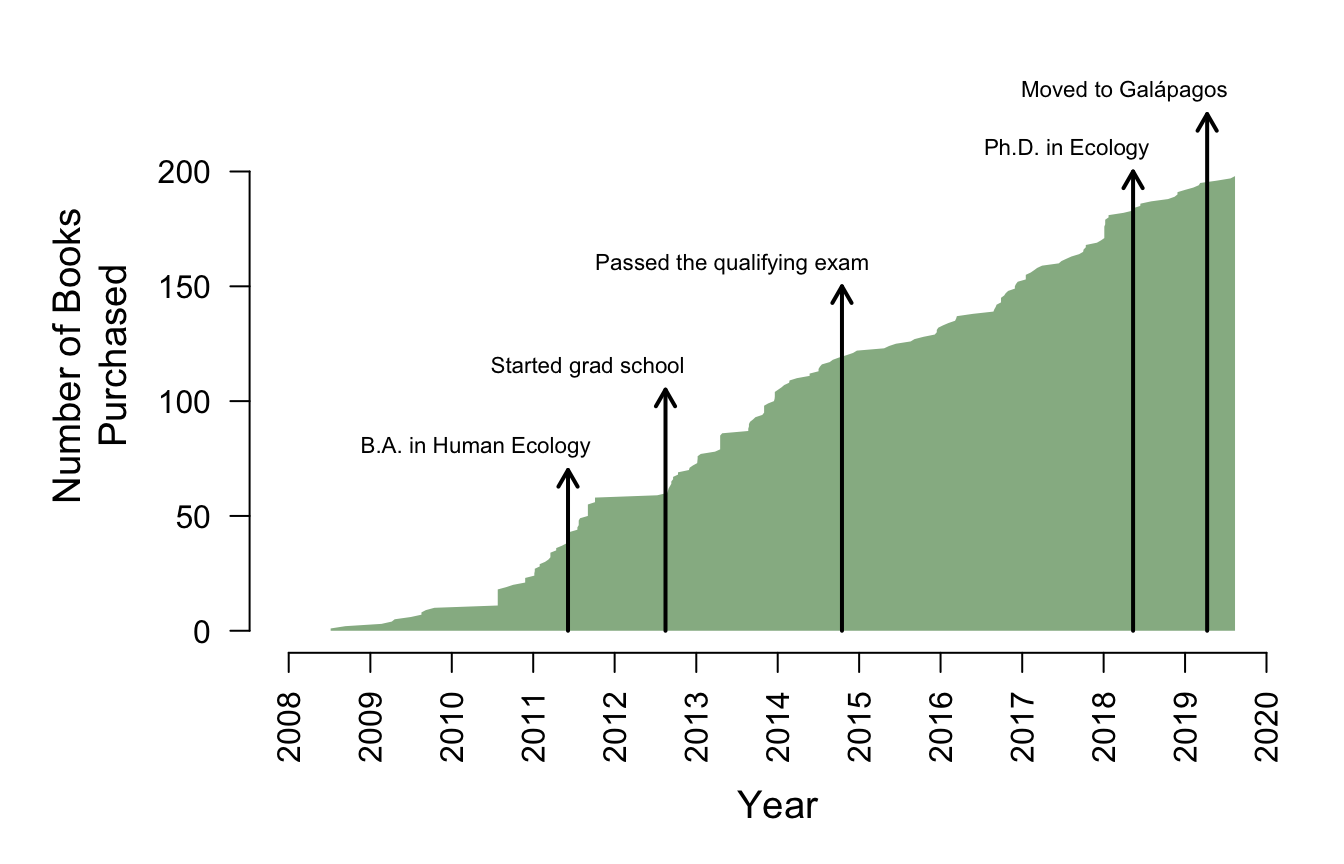 Moved to Galápagos
Ph.D. in Ecology
Passed the qualifying exam
Started grad school
B.A. in Human Ecology
Number of Books
Purchased
200
150
100
50
0
2008
2009
2010
2011
2012
2013
2014
2015
2016
2017
2018
2019
2020
Year